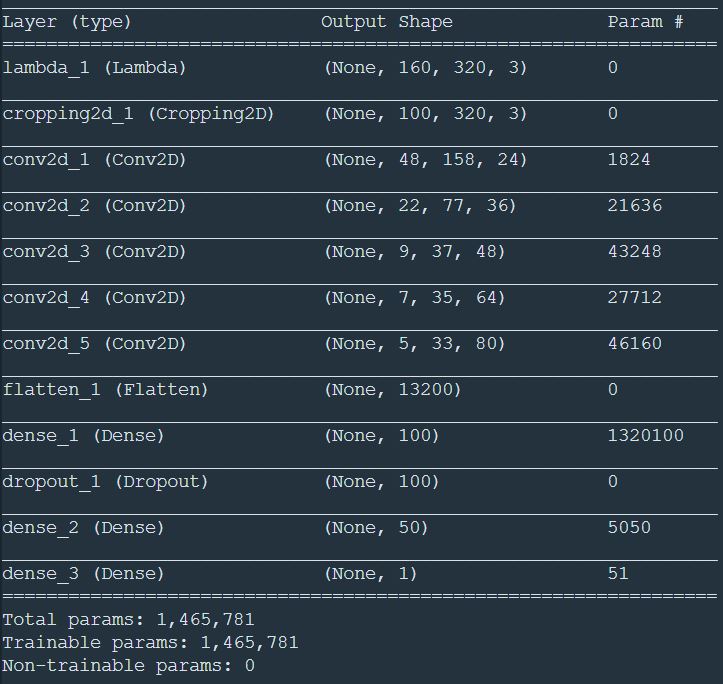 Layer (type) Output Shape Param #
=================================================================
lambda_1 (Lambda) (None, 160, 320, 3) 0
cropping2d_1 (Cropping2D) (None, 100, 320, 3) 0
conv2d_1 (Conv2D) (None, 48, 158, 24) 1824
conv2d_2 (Conv2D) (None, 22, 77, 36) 21636
conv2d_3 (Conv2D) (None, 9, 37, 48) 43248
conv2d_4 (Conv2D) (None, 7, 35, 64) 27712
conv2d_5 (Conv2D) (None, 5, 33, 80) 46160
flatten_1 (Flatten) (None, 13200) 0
dense_1 (Dense) (None, 100) 1320100
dropout_1 (Dropout) (None, 100) 0
dense_2 (Dense) (None, 50) 5050
dense_3 (Dense) (None, 1) 51
=================================================================
Total params: 1,465,781
Trainable params: 1,465,781
Non-trainable params: 0